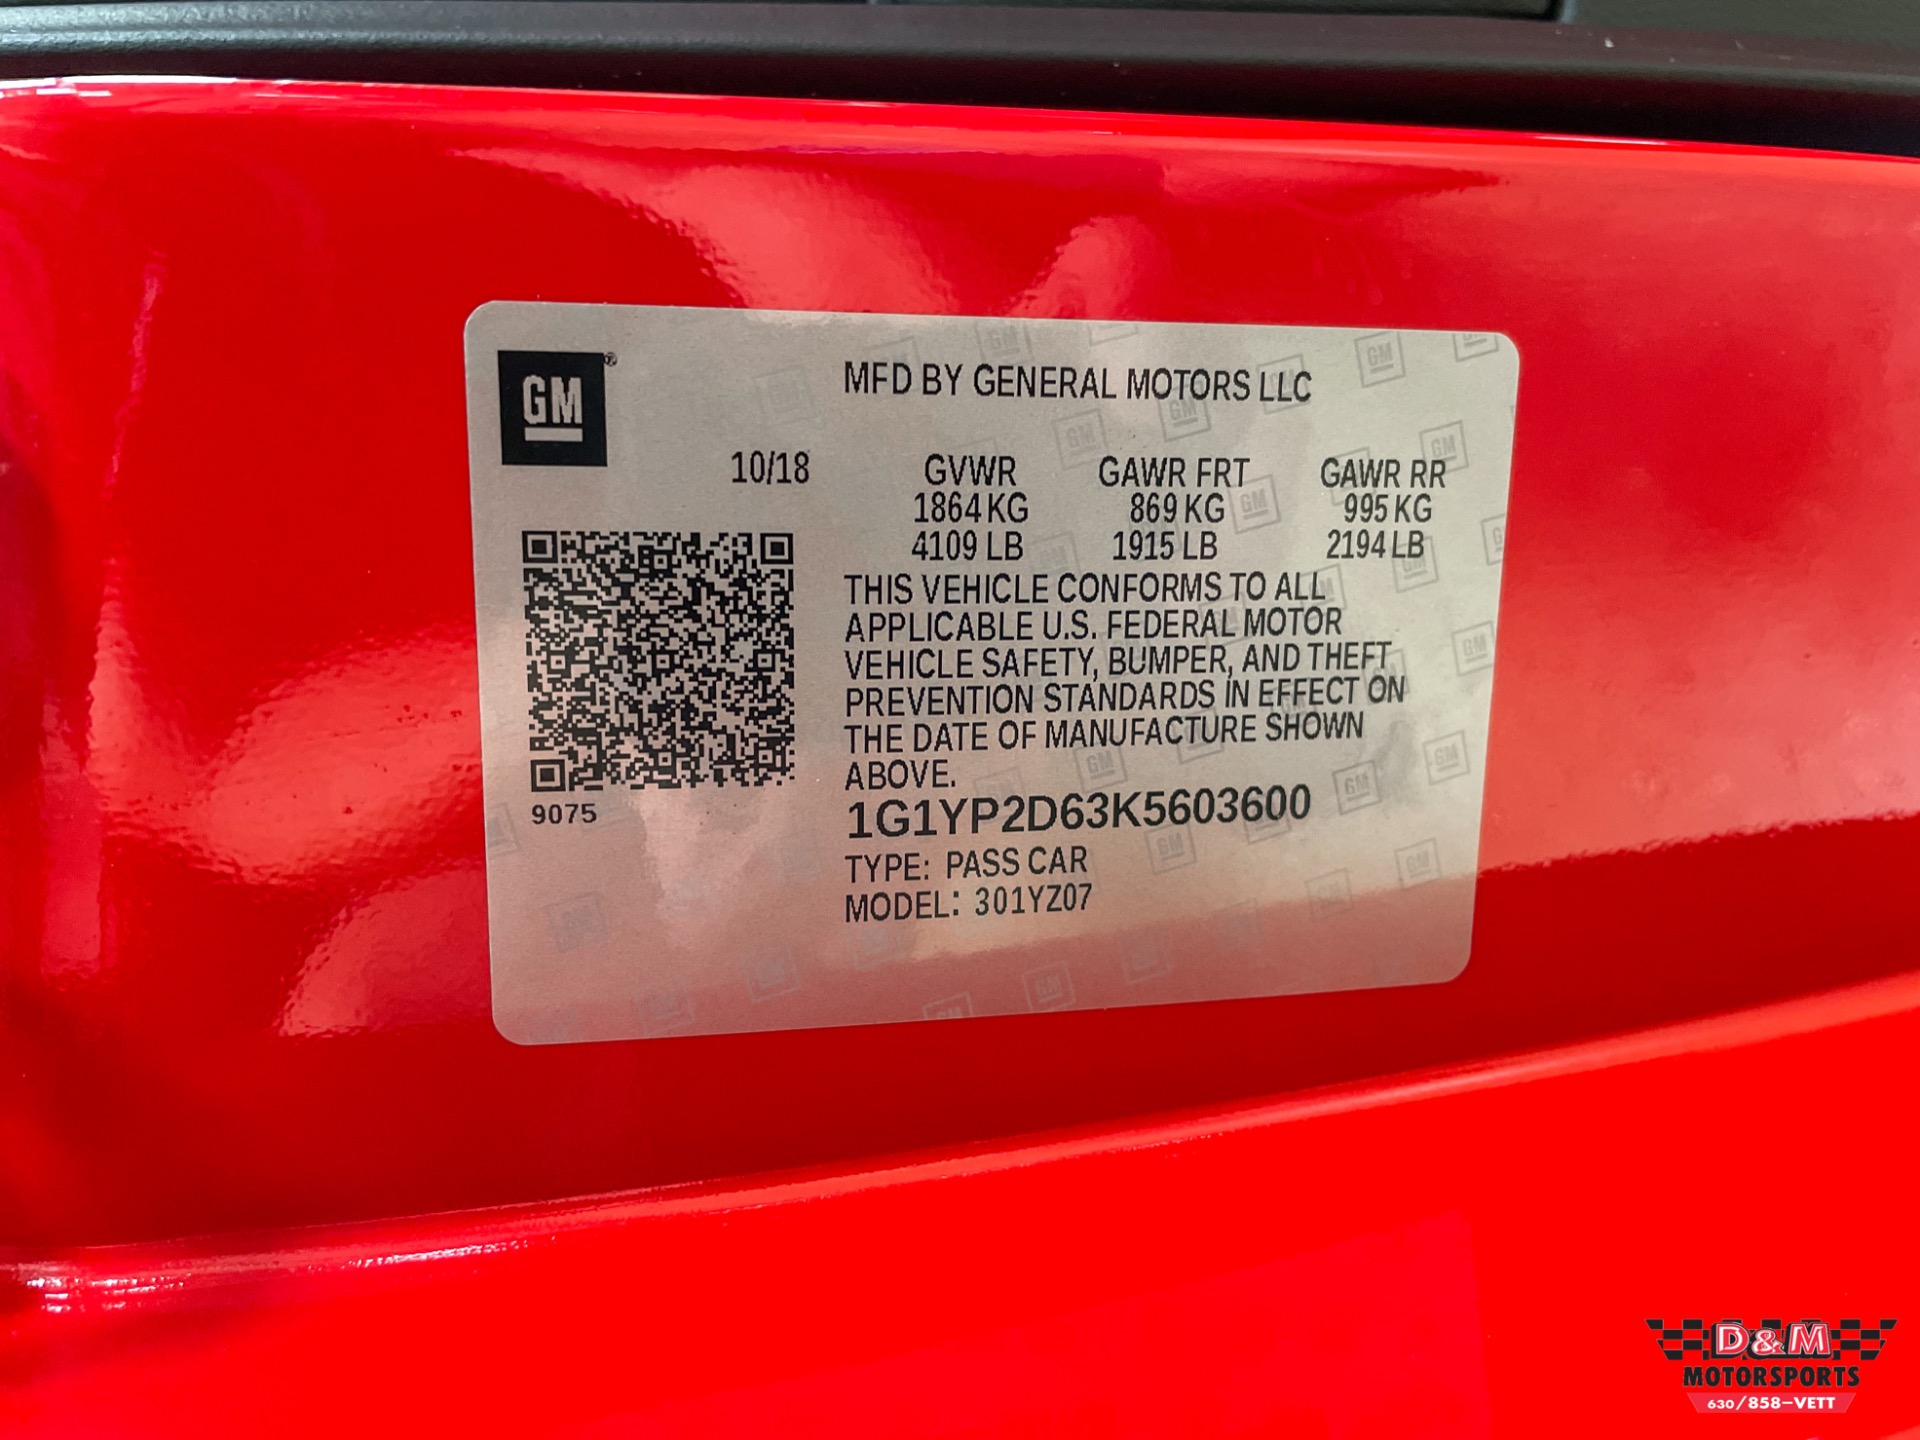 GM®
MFD BY GENERAL MOTORS LLC
10/18 GVWR GAWR FRT GAWR RR
1864 KG 869 KG 995 KG
4109 LB 1915 LB 2194 LB
THIS VEHICLE CONFORMS TO ALL
APPLICABLE U.S. FEDERAL MOTOR
VEHICLE SAFETY, BUMPER, AND THEFT
PREVENTION STANDARDS IN EFFECT ON
THE DATE OF MANUFACTURE SHOWN
ABOVE.
9075
1G1YP2D63K5603600
TYPE: PASS CAR
MODEL: 301YZ07
D&M
MOTORSPORTS
630/858-VETT